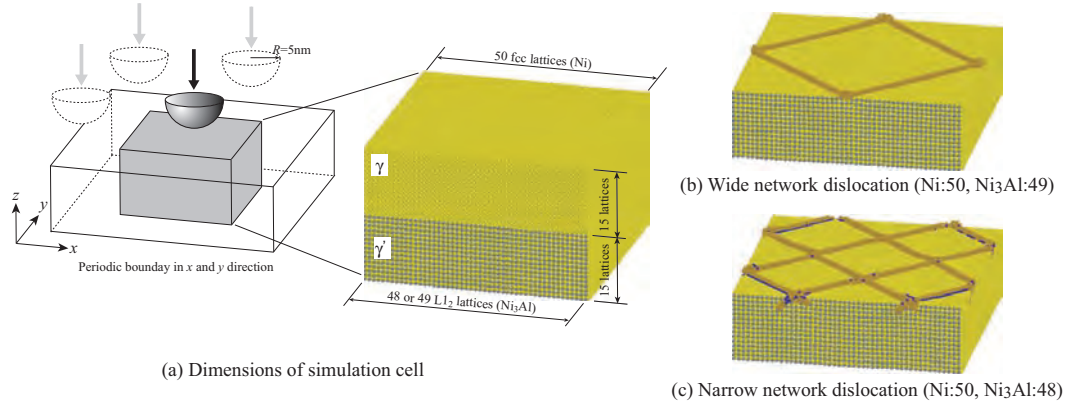 R=5nm
z
y
x
Periodic bounday in x and y direction
50 fcc lattices (Ni)
γ
γ'
15 lattices
15 lattices
48 or 49 L1₂ lattices (Ni₃Al)
(a) Dimensions of simulation cell
(b) Wide network dislocation (Ni:50, Ni₃Al:49)
(c) Narrow network dislocation (Ni:50, Ni₃Al:48)